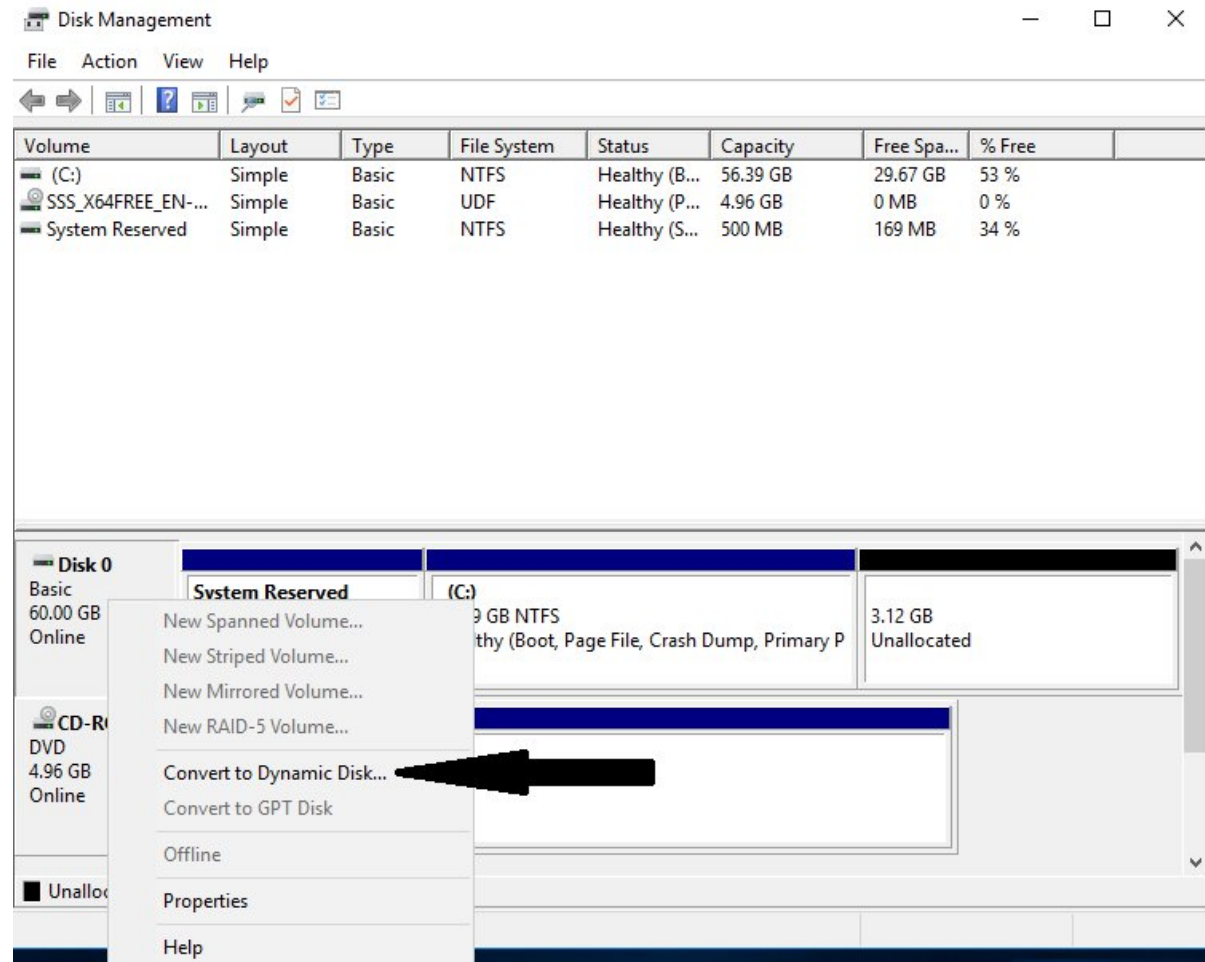 Disk Management
File Action View Help
Volume Layout Type File System Status Capacity Free Spa... % Free
(C:) Simple Basic NTFS Healthy (B... 56.39 GB 29.67 GB 53 %
SSS_X64FREE_EN-... Simple Basic UDF Healthy (P... 4.96 GB 0 MB 0 %
System Reserved Simple Basic NTFS Healthy (S... 500 MB 169 MB 34 %
Disk 0
Basic
60.00 GB
Online
System Reserved
(C:)
9 GB NTFS
thy (Boot, Page File, Crash Dump, Primary P
3.12 GB
Unallocated
CD-R
DVD
4.96 GB
Online
New Spanned Volume...
New Striped Volume...
New Mirrored Volume...
New RAID-5 Volume...
Convert to Dynamic Disk...
Convert to GPT Disk
Offline
Properties
Help
Unalloc